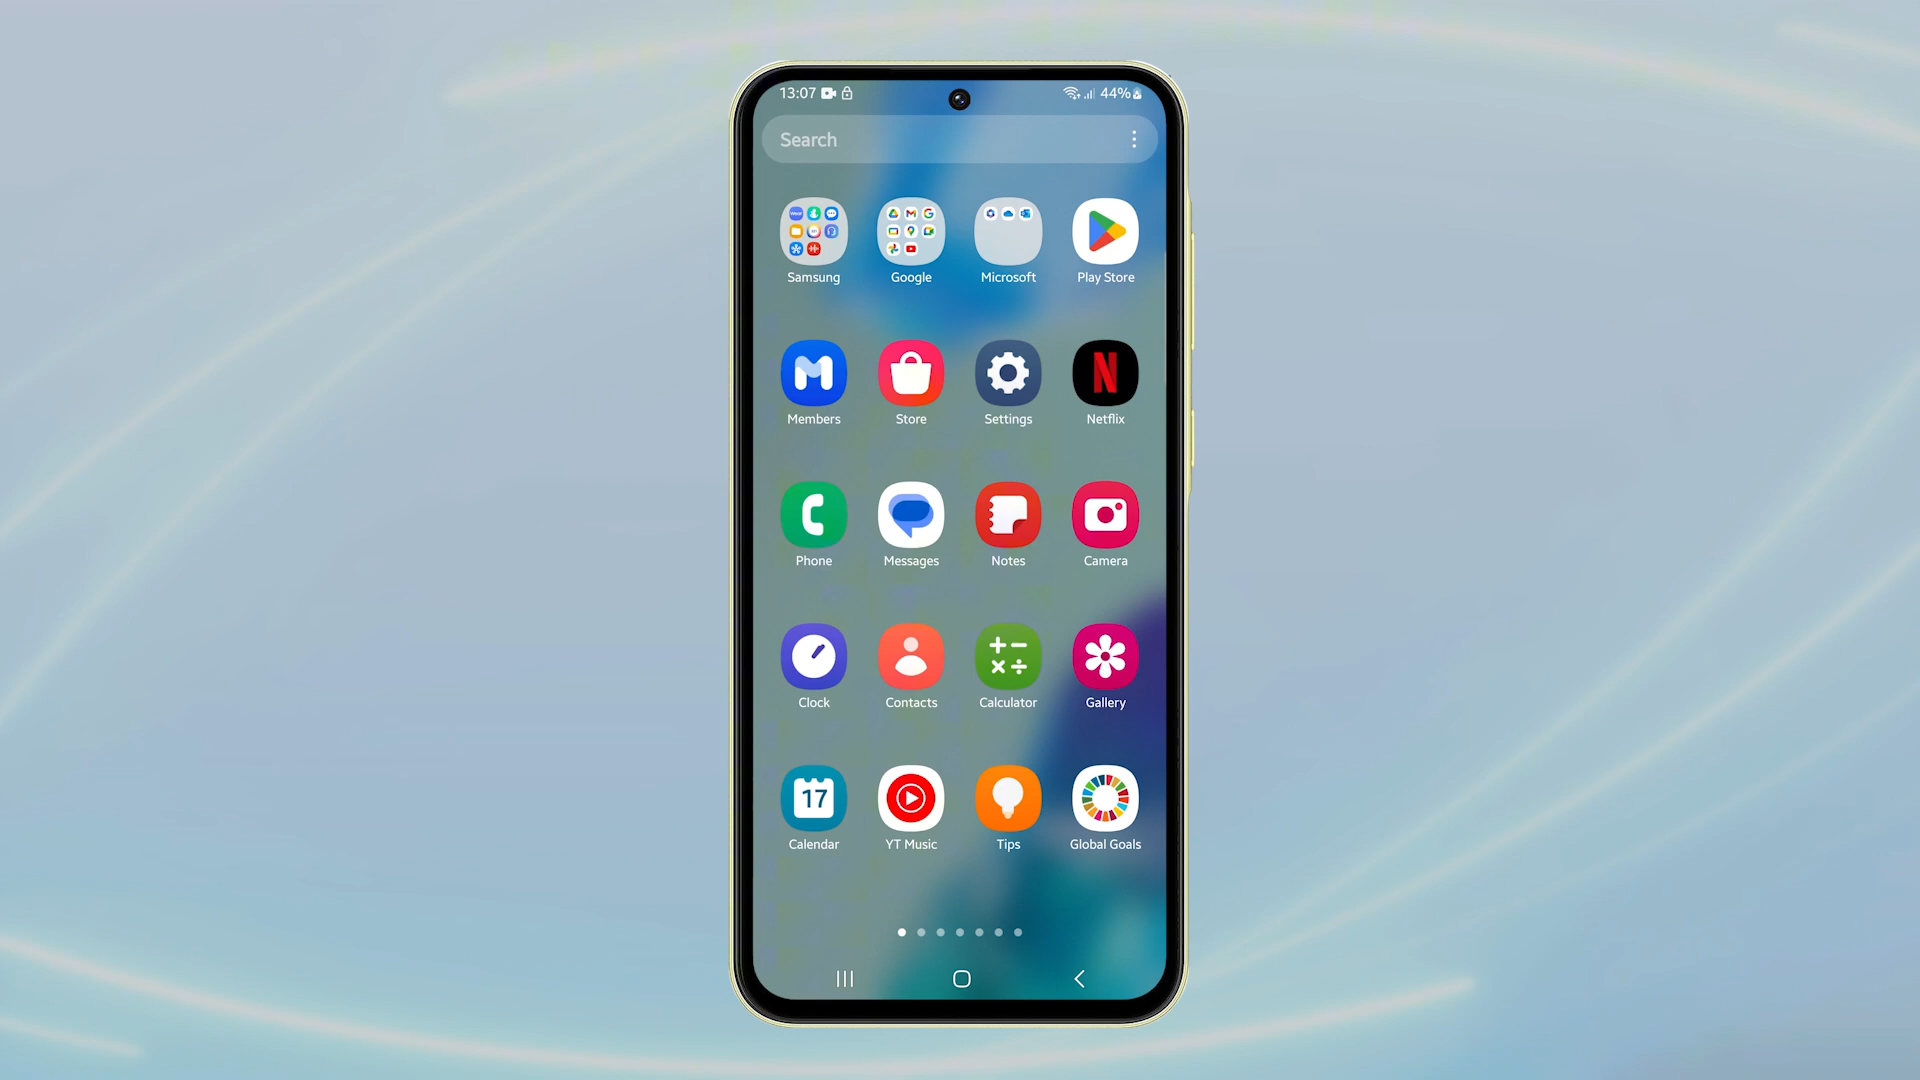 13:07 44%
Search
Samsung Google Microsoft Play Store
Members Store Settings Netflix
N
Phone Messages Notes Camera
Clock Contacts Calculator Gallery
17
Calendar YT Music Tips Global Goals